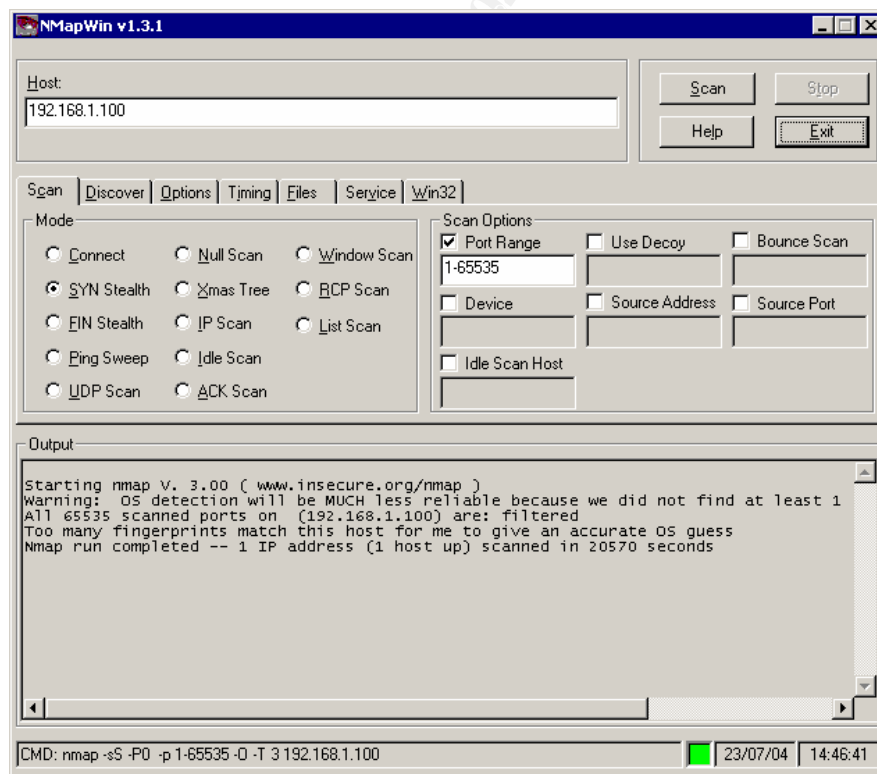 NMapWin v1.3.1
Host:
192.168.1.100
Scan
Stop
Help
Exit
Scan Discover Options Timing Files Service Win32
Mode
Connect Null Scan Window Scan
SYN Stealth Xmas Tree RCP Scan
FIN Stealth IP Scan List Scan
Ping Sweep Idle Scan
UDP Scan ACK Scan
Scan Options
Port Range Use Decoy Bounce Scan
1-65535
Device Source Address Source Port
Idle Scan Host
Output
Starting nmap V. 3.00 ( www.insecure.org/nmap )
Warning: OS detection will be MUCH less reliable because we did not find at least 1
All 65535 scanned ports on (192.168.1.100) are: filtered
Too many fingerprints match this host for me to give an accurate OS guess
Nmap run completed -- 1 IP address (1 host up) scanned in 20570 seconds
CMD: nmap -sS -P0 -p 1-65535 -O -T 3 192.168.1.100
23/07/04 14:46:41